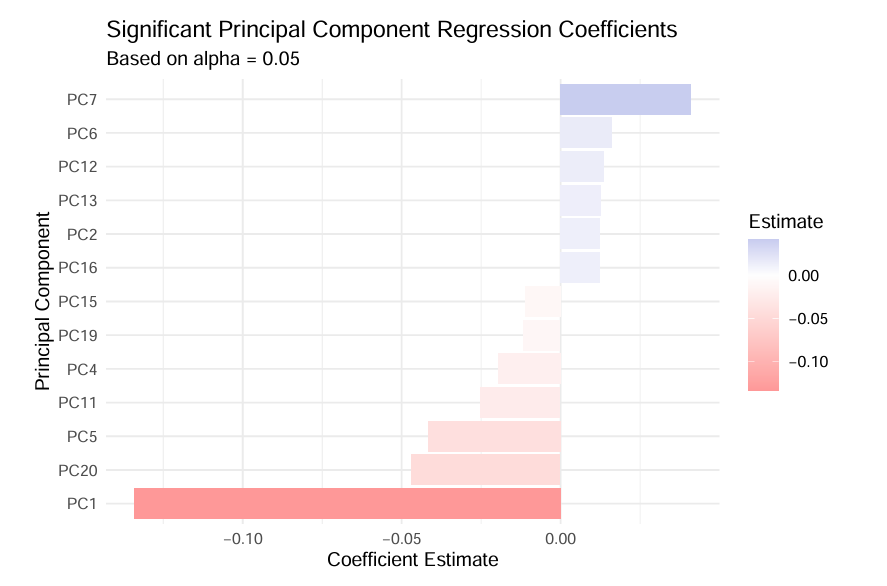 Significant Principal Component Regression Coefficients
Based on alpha = 0.05
Principal Component
PC7
PC6
PC12
PC13
PC2
PC16
PC15
PC19
PC4
PC11
PC5
PC20
PC1
−0.10
−0.05
0.00
Coefficient Estimate
Estimate
0.00
−0.05
−0.10